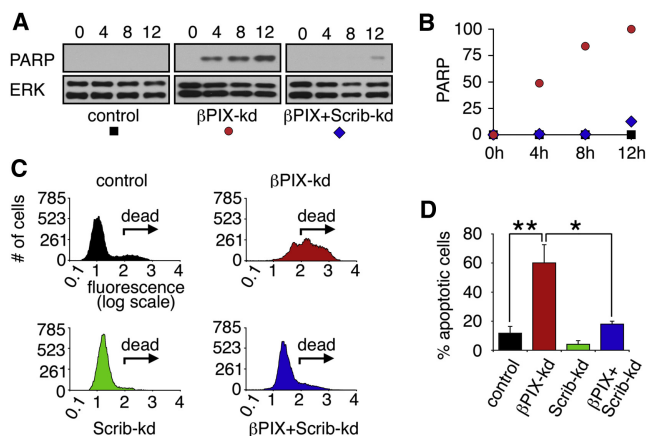 A
0 4 8 12 0 4 8 12 0 4 8 12
PARP
ERK
control βPIX-kd βPIX+Scrib-kd
B
PARP
100
75
50
25
0
0h 4h 8h 12h
C
control βPIX-kd
# of cells
785
523
261
0
dead
0.1 1 2 3 4
fluorescence
(log scale)
785
523
261
0
dead
0.1 1 2 3 4
785
523
261
0
dead
0.1 1 2 3 4
Scrib-kd
785
523
261
0
dead
0.1 1 2 3 4
βPIX+Scrib-kd
D
% apoptotic cells
80
60
40
20
0
** *
control
βPIX-kd
Scrib-kd
βPIX+
Scrib-kd